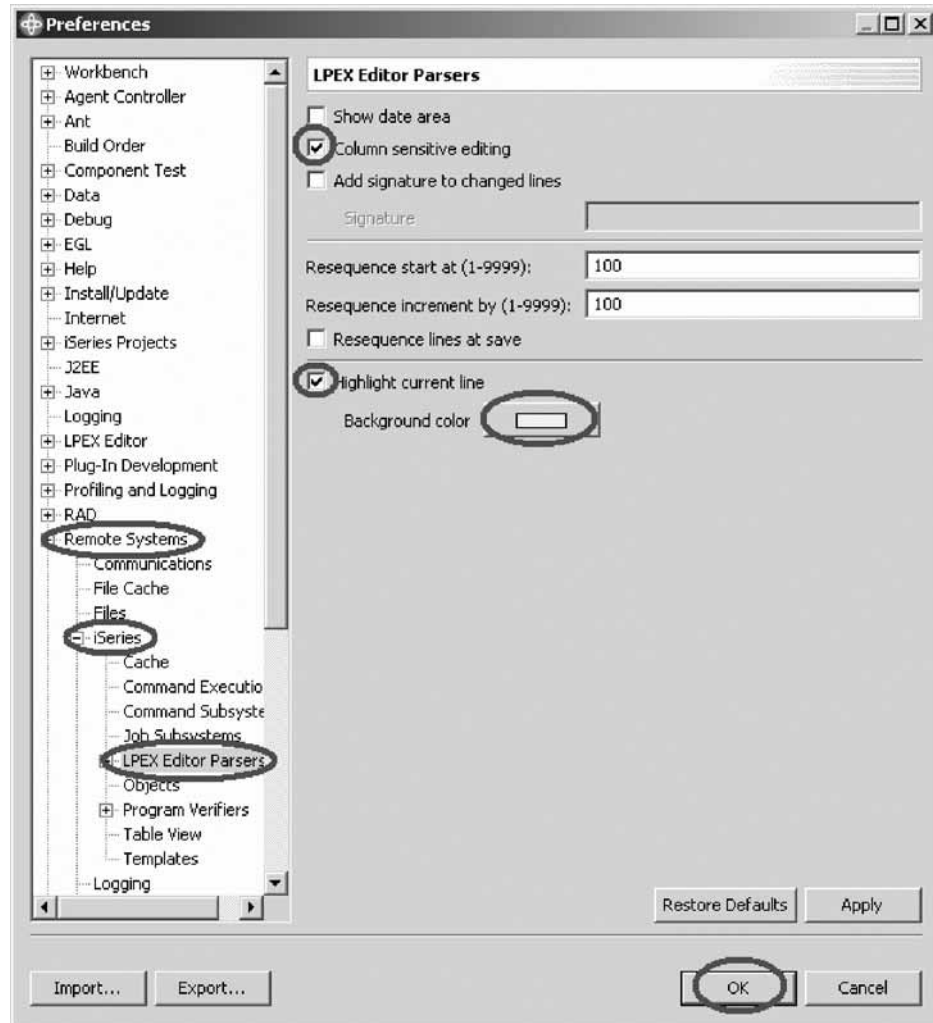 Preferences
Workbench
Agent Controller
Ant
Build Order
Component Test
Data
Debug
EGL
Help
Install/Update
Internet
iSeries Projects
J2EE
Java
Logging
LPEX Editor
Plug-In Development
Profiling and Logging
RAD
Remote Systems
Communications
File Cache
Files
iSeries
Cache
Command Executio
Command Subsyste
Job Subsystems
LPEX Editor Parsers
Objects
Program Verifiers
Table View
Templates
Logging
LPEX Editor Parsers
Show date area
Column sensitive editing
Add signature to changed lines
Signature
Resequence start at (1-9999): 100
Resequence increment by (1-9999): 100
Resequence lines at save
Highlight current line
Background color
Restore Defaults Apply
Import... Export... OK Cancel